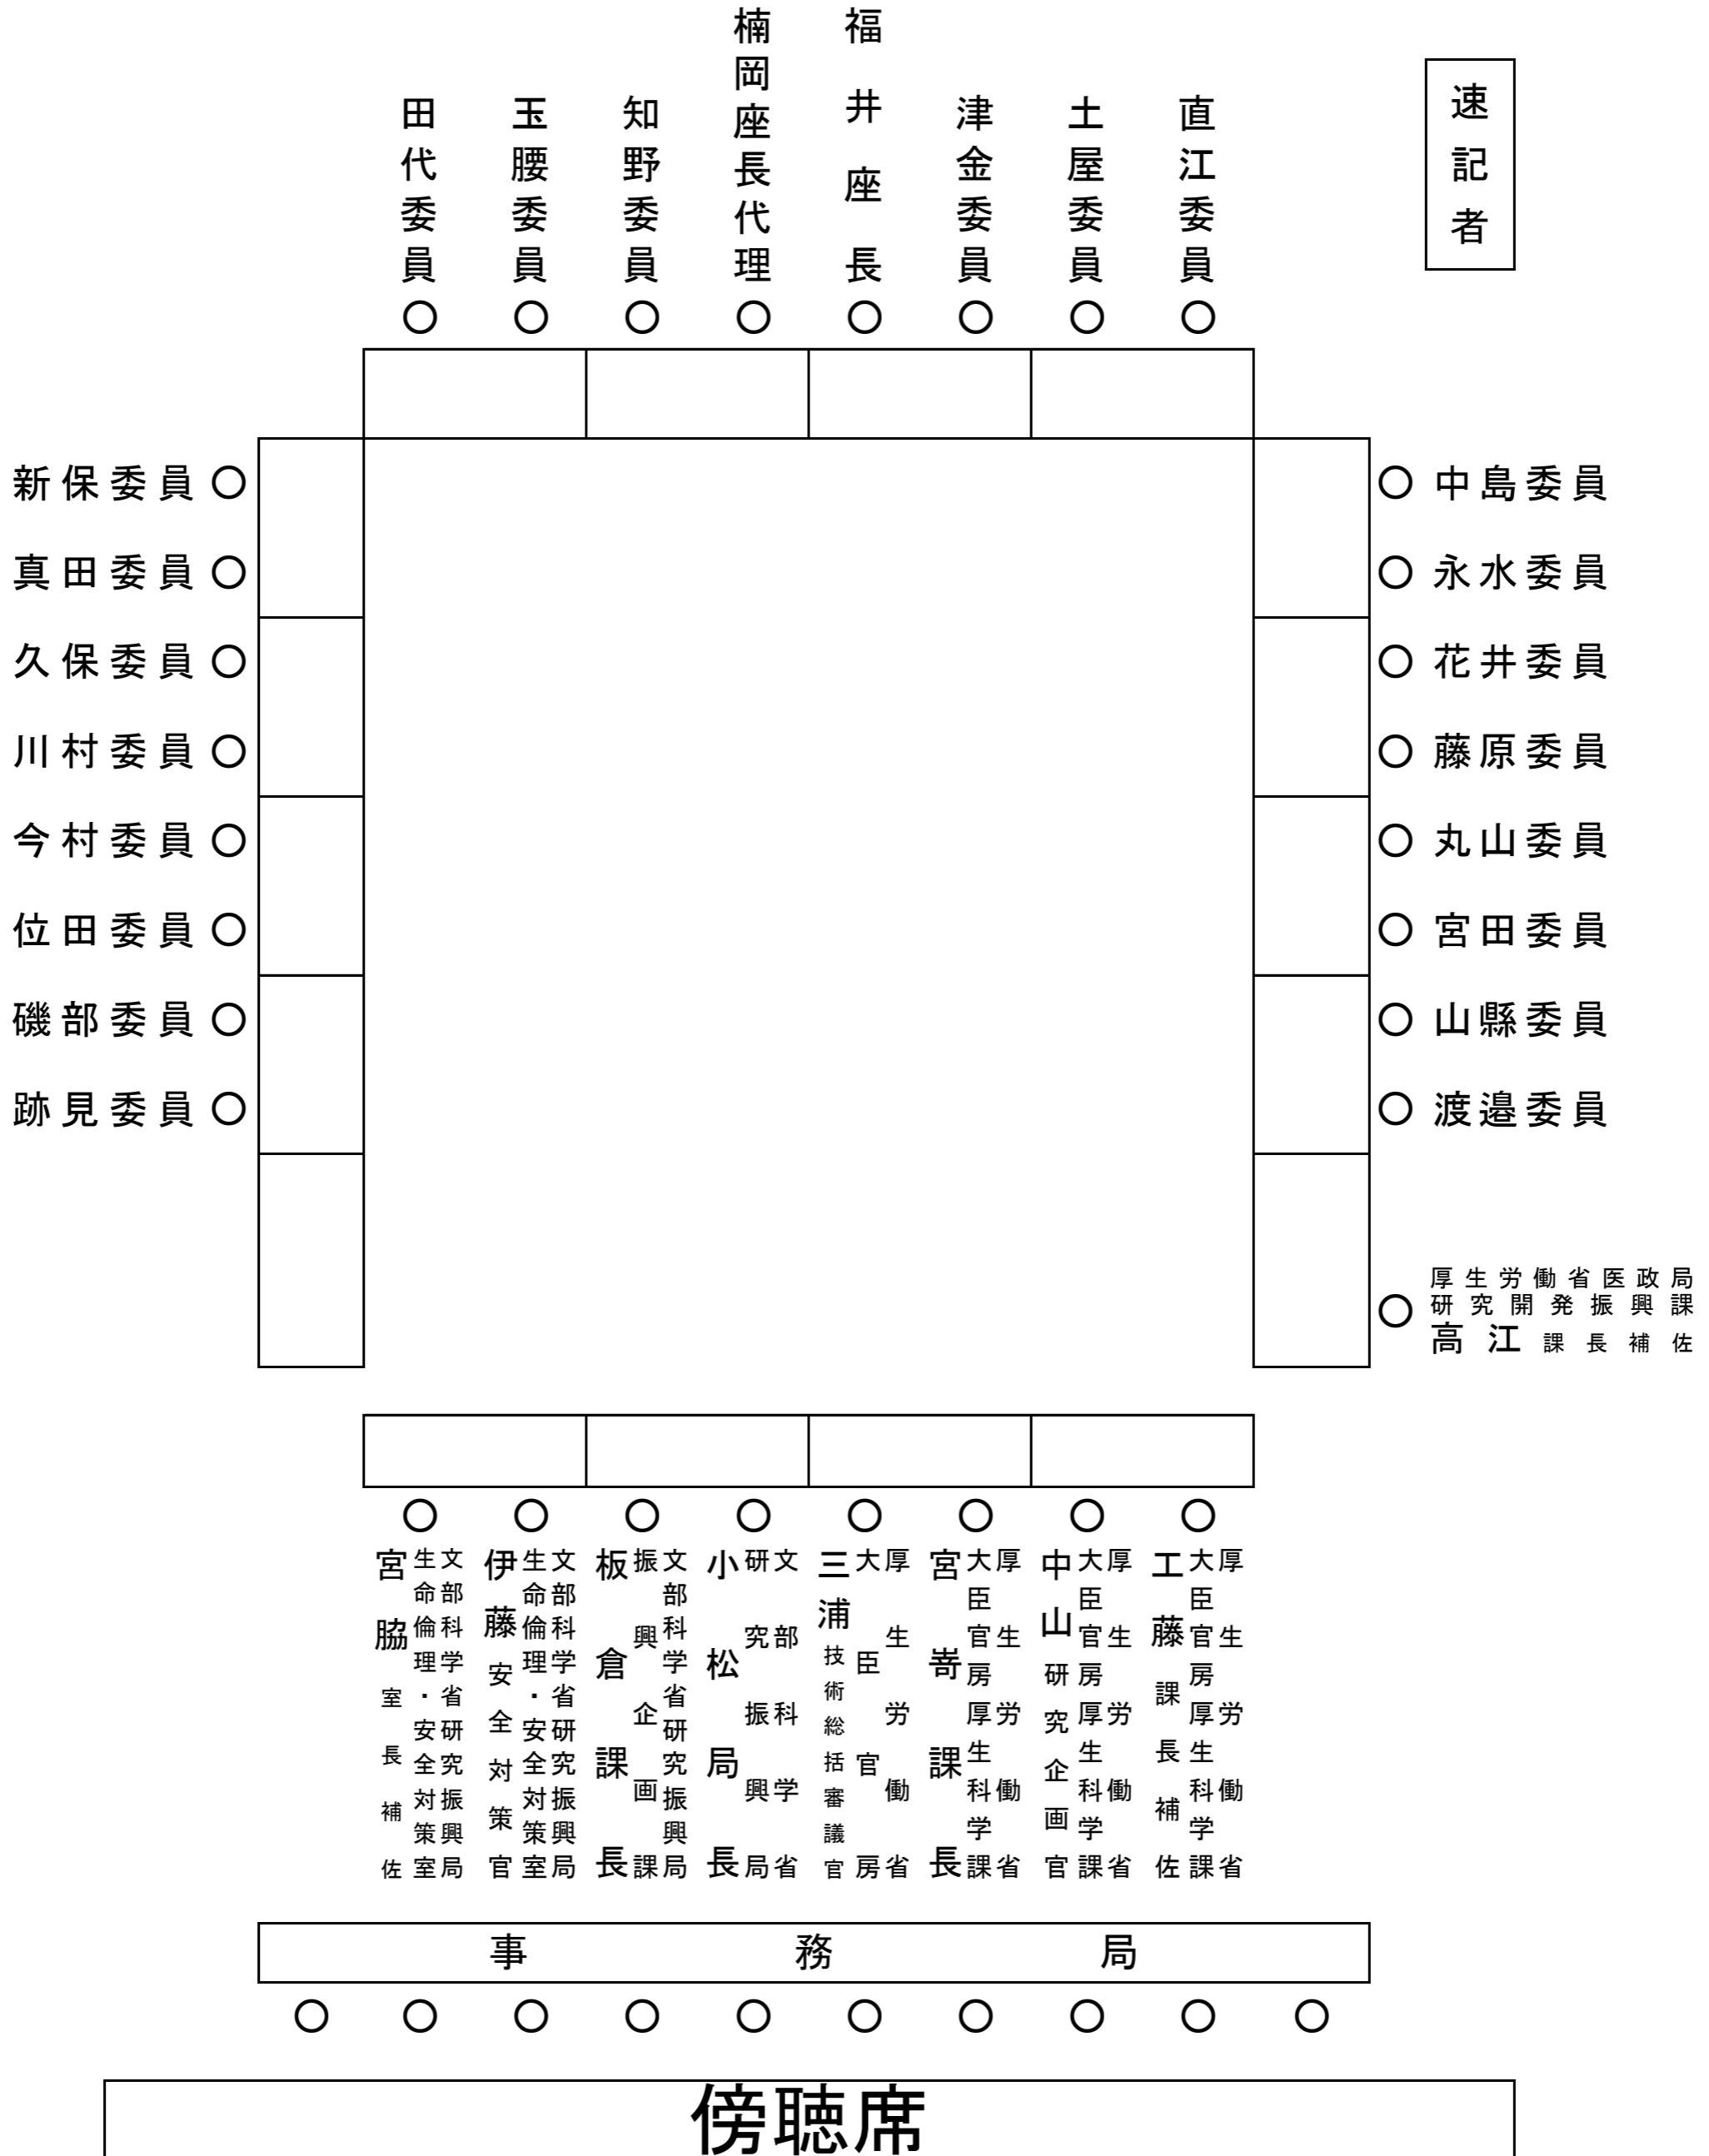 楠岡座長代理
福井座長
田代委員
玉腰委員
知野委員
津金委員
土屋委員
直江委員
速記者
新保委員
真田委員
久保委員
川村委員
今村委員
位田委員
磯部委員
跡見委員
中島委員
永水委員
花井委員
藤原委員
丸山委員
宮田委員
山縣委員
渡邉委員
厚生労働省医政局
研究開発振興課
高江課長補佐
文部科学省研究振興局
生命倫理・安全対策室
宮脇室長補佐
文部科学省研究振興局
生命倫理・安全対策室
伊藤安全対策官
文部科学省研究振興局
振興企画課
板倉課長
文部科学省
研究振興局
小松局長
厚生労働省
大臣官房
三浦技術総括審議官
厚生労働省
大臣官房厚生科学課
宮嵜課長
厚生労働省
大臣官房厚生科学課
中山研究企画官
厚生労働省
大臣官房厚生科学課
工藤課長補佐
事務局
傍聴席